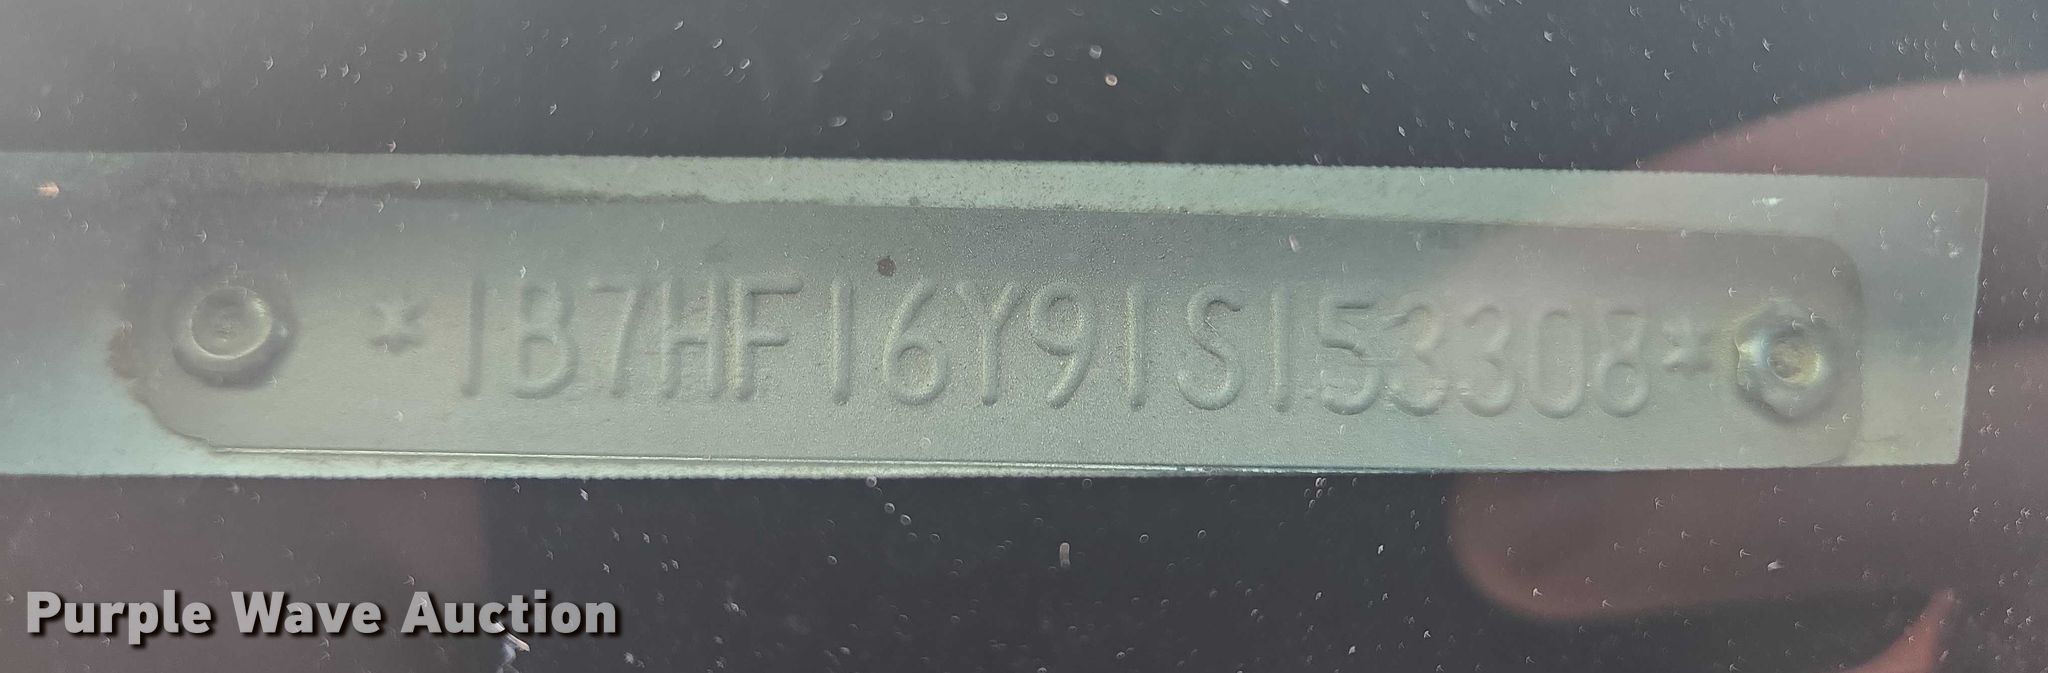 *1B7HF16Y91S153308*
Purple Wave Auction